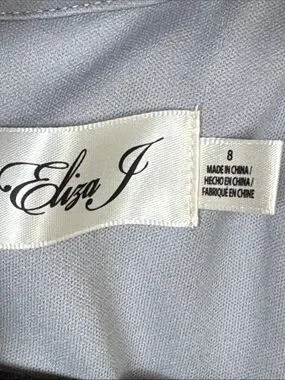 Eliza J
8
MADE IN CHINA/
HECHO EN CHINA/
FABRIQUÉ EN CHINE